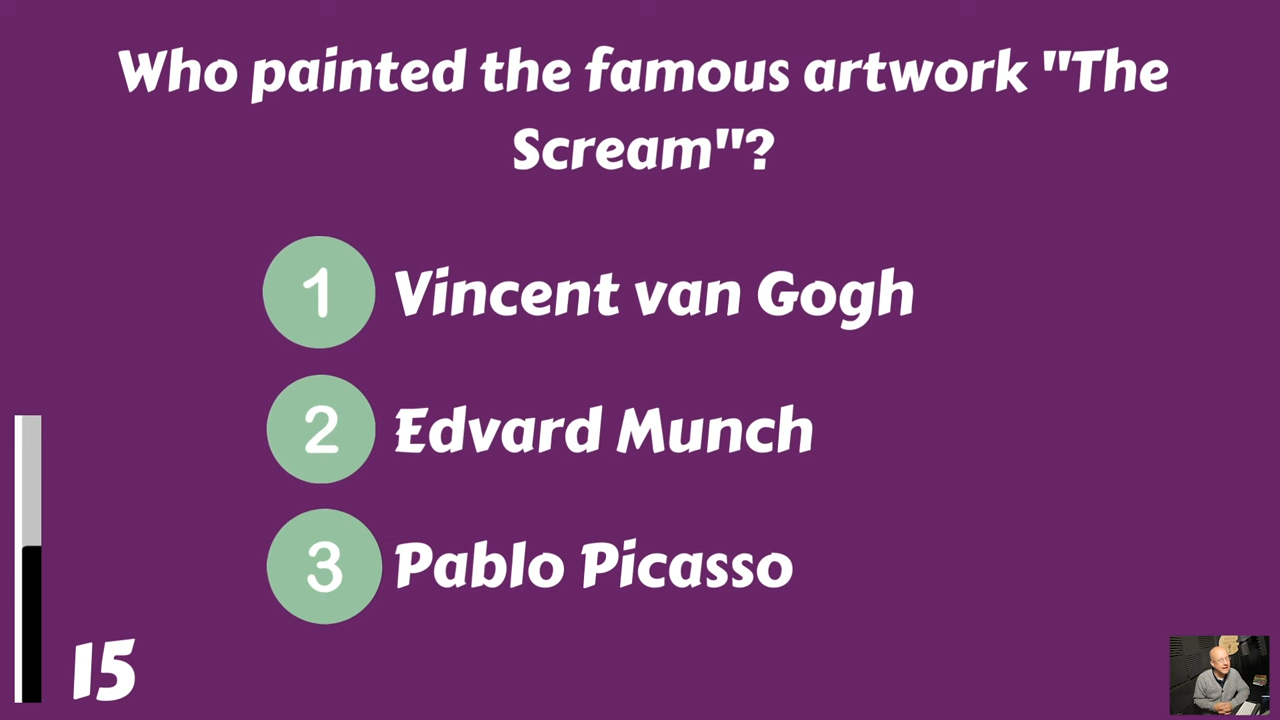 Who painted the famous artwork "The
Scream"?
1 Vincent van Gogh
2 Edvard Munch
3 Pablo Picasso
15